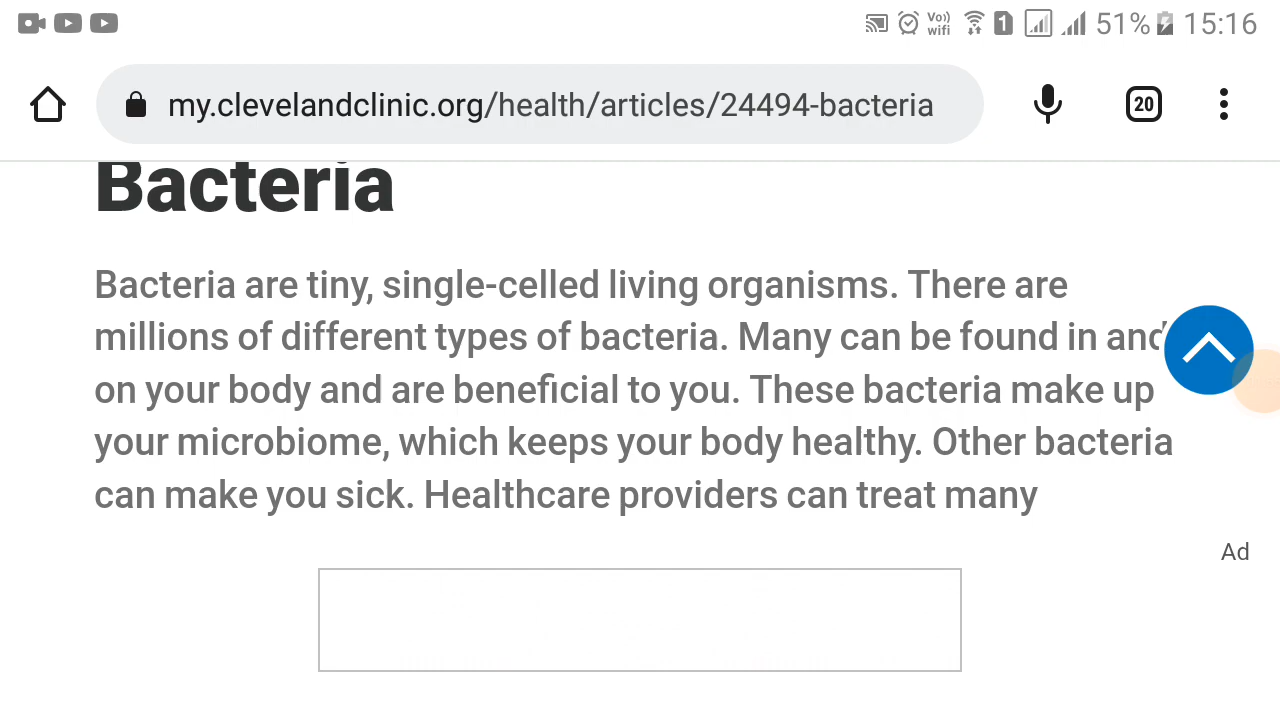 Vo)) wifi 1 51% 15:16
my.clevelandclinic.org/health/articles/24494-bacteria 20
Bacteria
Bacteria are tiny, single-celled living organisms. There are
millions of different types of bacteria. Many can be found in and
on your body and are beneficial to you. These bacteria make up
your microbiome, which keeps your body healthy. Other bacteria
can make you sick. Healthcare providers can treat many
Ad